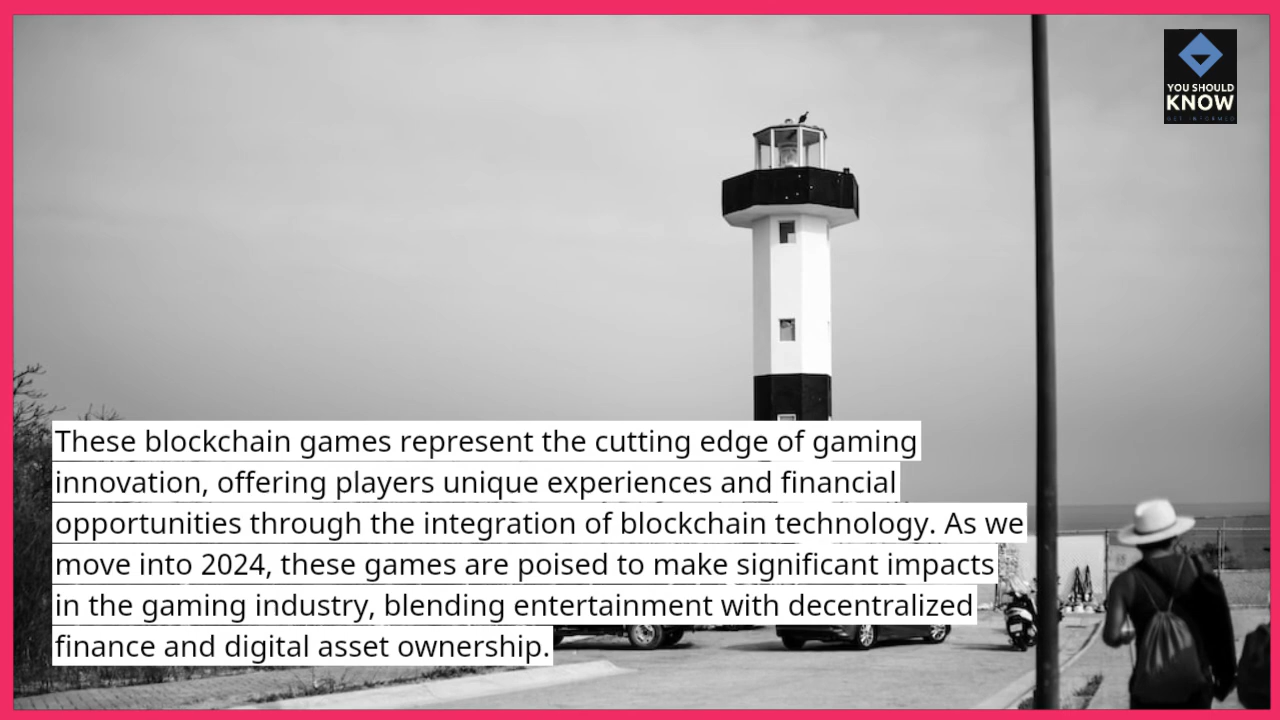 YOU SHOULD
KNOW
GET INFORMED
These blockchain games represent the cutting edge of gaming
innovation, offering players unique experiences and financial
opportunities through the integration of blockchain technology. As we
move into 2024, these games are poised to make significant impacts
in the gaming industry, blending entertainment with decentralized
finance and digital asset ownership.